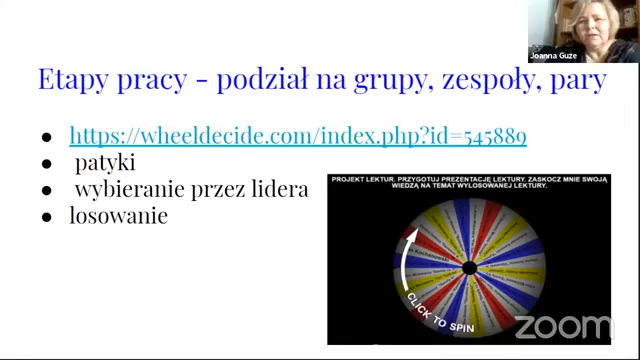 Joanna Guze
Etapy pracy - podział na grupy, zespoły, pary
● https://wheeldecide.com/index.php?id=545889
● patyki
● wybieranie przez lidera
● losowanie
PROJEKT LEKTUR. PRZYGOTUJ PREZENTACJĘ LEKTURY. ZASKOCZ MNIE SWOJĄ
WIEDZĄ NA TEMAT WYLOSOWANEJ LEKTURY.
Kochanowski
CLICK TO SPIN
zoom